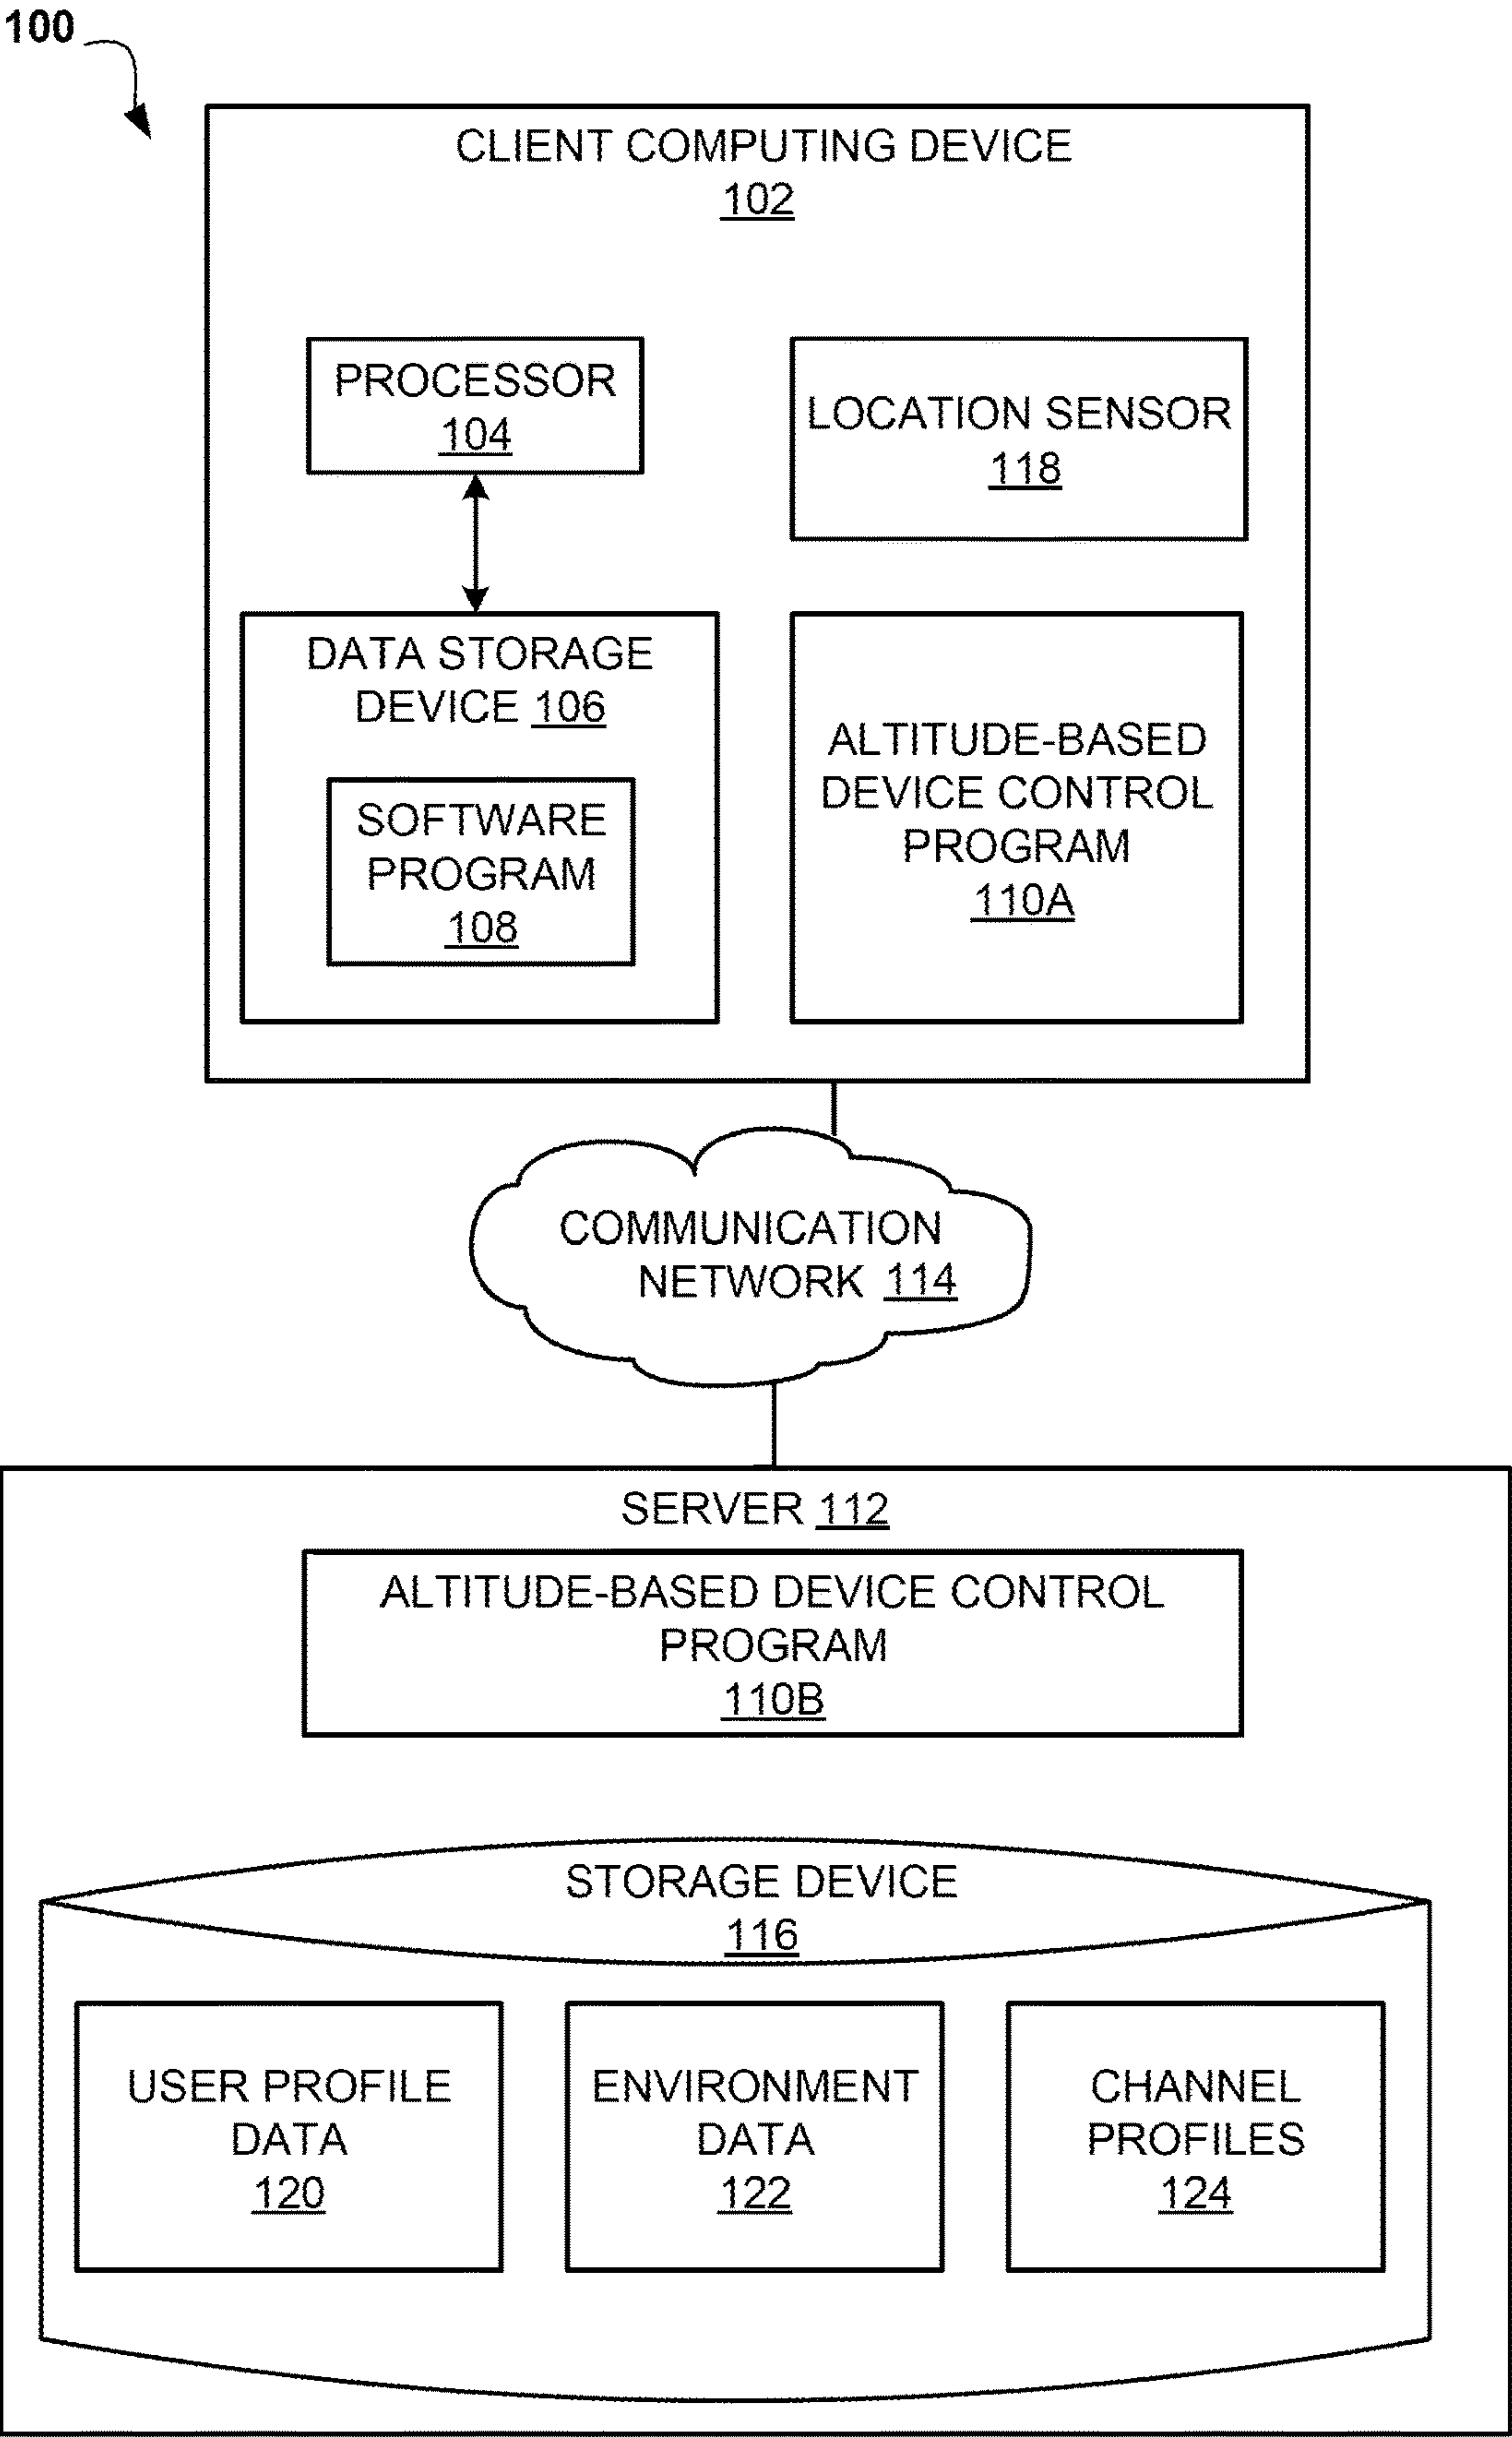 100
CLIENT COMPUTING DEVICE
102
PROCESSOR
104
LOCATION SENSOR
118
DATA STORAGE
DEVICE 106
SOFTWARE
PROGRAM
108
ALTITUDE-BASED
DEVICE CONTROL
PROGRAM
110A
COMMUNICATION
NETWORK 114
SERVER 112
ALTITUDE-BASED DEVICE CONTROL
PROGRAM
110B
STORAGE DEVICE
116
USER PROFILE
DATA
120
ENVIRONMENT
DATA
122
CHANNEL
PROFILES
124